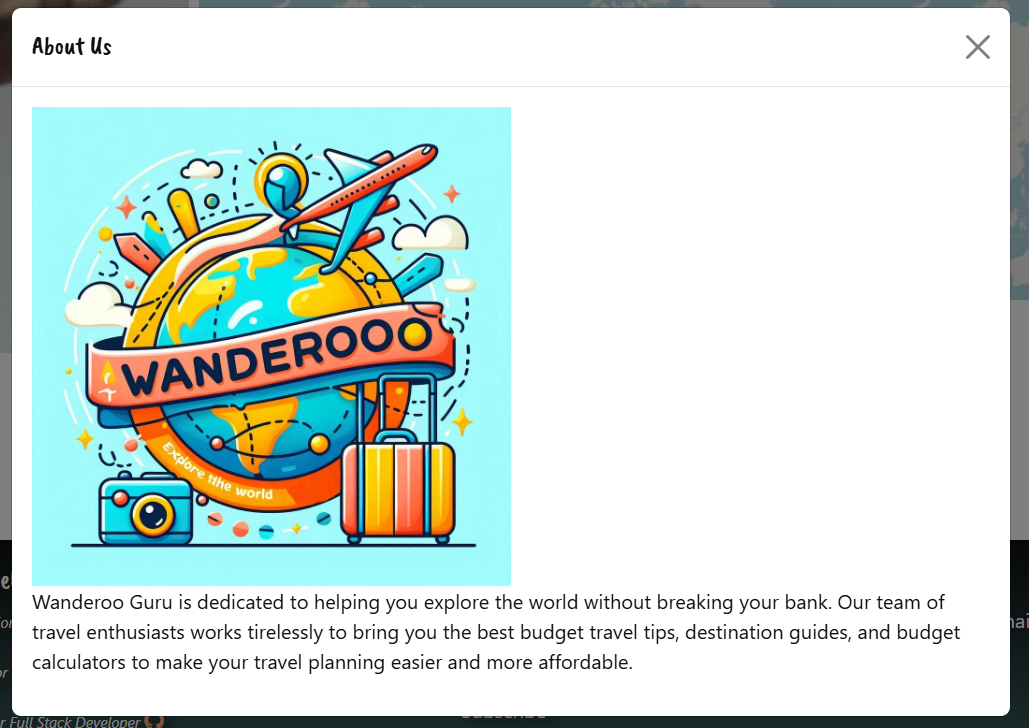 About Us
WANDEROOO
Explore tthe world
Wanderoo Guru is dedicated to helping you explore the world without breaking your bank. Our team of
travel enthusiasts works tirelessly to bring you the best budget travel tips, destination guides, and budget
calculators to make your travel planning easier and more affordable.
r Full Stack Developer
Subscribe